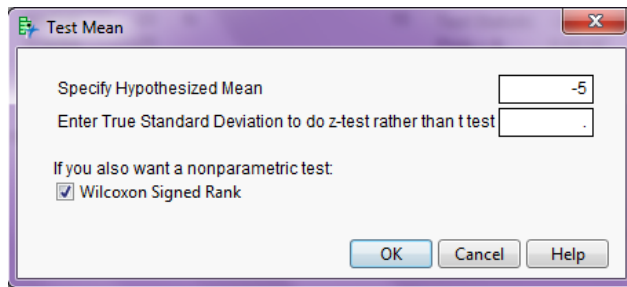 Test Mean
Specify Hypothesized Mean -5
Enter True Standard Deviation to do z-test rather than t test .
If you also want a nonparametric test:
Wilcoxon Signed Rank
OK Cancel Help